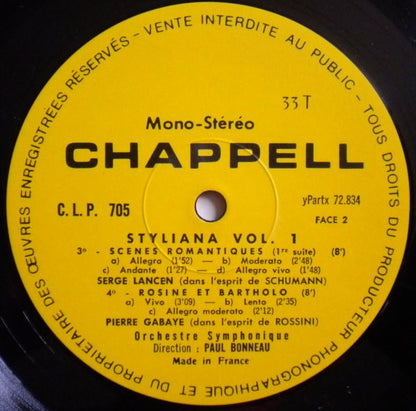 TOUS DROITS DU PRODUCTEUR PHONOGRAPHIQUE ET DU PROPRIÉTAIRE DES ŒUVRES ENREGISTRÉES RÉSERVÉS - VENTE INTERDITE AU PUBLIC -
33 T
Mono-Stéréo
CHAPPELL
C.L.P. 705
yPartx 72.834
FACE 2
STYLIANA VOL. 1
3º - SCENES ROMANTIQUES (1re suite) (8')
a) Allegro (1'52) — b) Moderato (2'48)
c) Andante (1'27) — d) Allegro vivo (1'48)
SERGE LANCEN (dans l'esprit de SCHUMANN)
4º - ROSINE ET BARTHOLO (8')
a) Vivo (3'09) — b) Lento (2'35)
c) Allegro moderato (2'12)
PIERRE GABAYE (dans l'esprit de ROSSINI)
Orchestre Symphonique
Direction : PAUL BONNEAU
Made in France